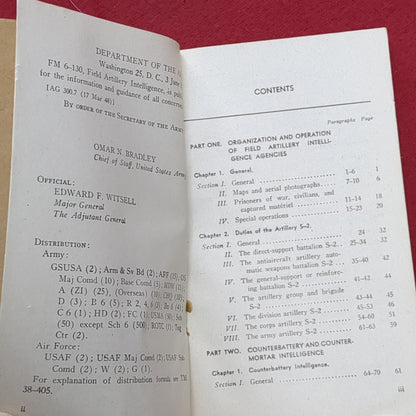 DEPARTMENT OF THE A
Washington 25, D. C., 3 June 1
FM 6–130, Field Artillery Intelligence, is pub
for the information and guidance of all concerned
[AG 300.7 (17 Mar 48)]
BY ORDER OF THE SECRETARY OF THE ARMY
OMAR N. BRADLEY
Chief of Staff, United States Army
OFFICIAL:
EDWARD F. WITSELL
Major General
The Adjutant General
DISTRIBUTION:
Army:
GSUSA (2); Arm & Sv Bd (2); AFF
Maj Comd (10); Base Comd
A (ZI) (25), (Overseas)
D (3); B (6); R 2, 4, 6
C 6 (1); HD (2); FC (1)
5) except Sch 6 (500), ROTC (1); Tng
Ctr (2)
Air Force:
USAF (2); USAF Maj Comd (2); USAF
Comd (2); W (2); G (1)
For explanation of distribution formula see TM
38–405.
ii
CONTENTS
Paragraphs Page
PART ONE. ORGANIZATION AND OPERATION
OF FIELD ARTILLERY INTELLI-
GENCE AGENCIES
Chapter 1. General.
Section I. General 1–6 1
II. Maps and aerial photographs 7–10 6
III. Prisoners of war, civilians, and
captured matériel 11–14 18
IV. Special operations 15–23 20
Chapter 2. Duties of the Artillery S–2.
Section I. General 24 32
II. The direct-support battalion S–2 25–34 32
III. The antiaircraft artillery auto-
matic weapons battalion S–2 35–40 42
IV. The general-support or reinforc-
ing battalion S–2 41–42 44
V. The artillery group and brigade
S–2 43–44 45
VI. The division artillery S–2 45–53 46
VII. The corps artillery S–2 54–60 51
VIII. The army artillery S–2 61–63 59
PART TWO. COUNTERBATTERY AND COUNTER-
MORTAR INTELLIGENCE
Chapter 1. Counterbattery Intelligence.
Section I. General 64–70 61
iii